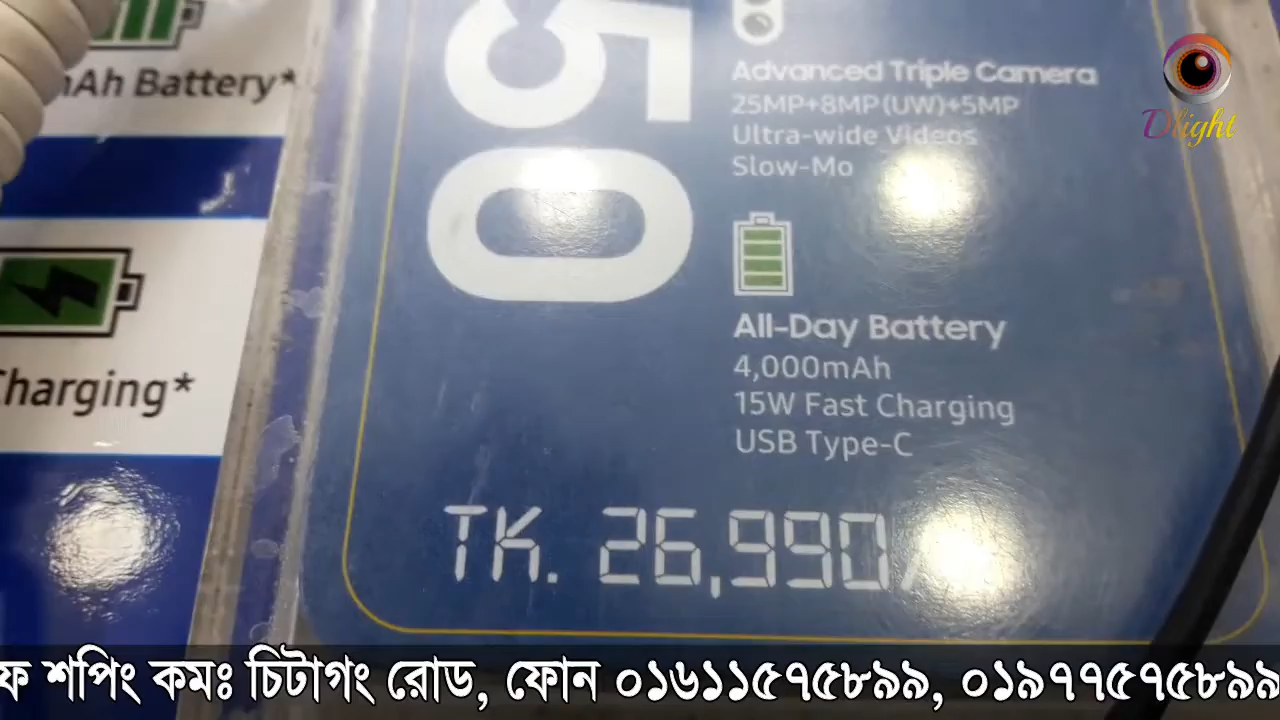 mAh Battery*
Charging*
50
Advanced Triple Camera
25MP+8MP(UW)+5MP
Ultra-wide Videos
Slow-Mo
All-Day Battery
4,000mAh
15W Fast Charging
USB Type-C
TK. 26,990/
Dlight
শপিং কমঃ চিটাগং রোড, ফোন ০১৬১১৫৭৫৮৯৯, ০১৯৭৭৫৭৫৮৯৯